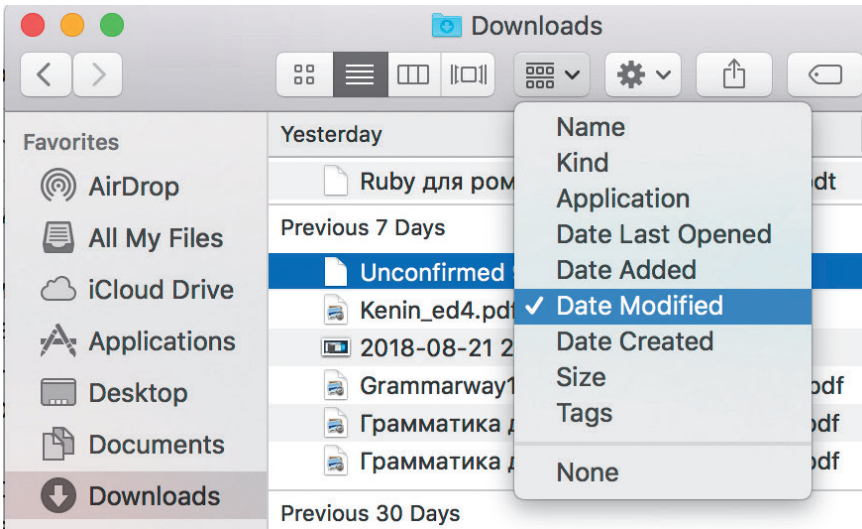 Downloads
Favorites
AirDrop
All My Files
iCloud Drive
Applications
Desktop
Documents
Downloads
Yesterday
Ruby для ром
Previous 7 Days
Unconfirmed
Kenin_ed4.pdf
2018-08-21 2
Grammarway1 pdf
Грамматика pdf
Грамматика pdf
Previous 30 Days
Name
Kind
Application
Date Last Opened
Date Added
✓ Date Modified
Date Created
Size
Tags
None